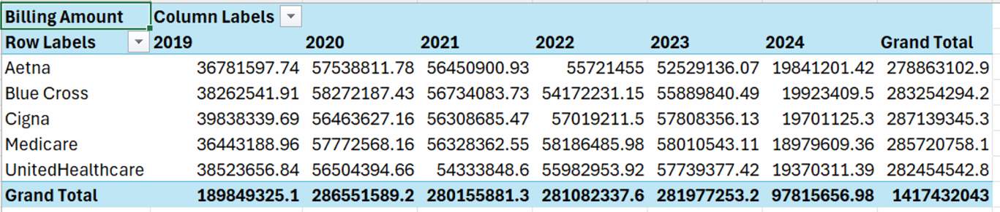 Billing Amount Column Labels
Row Labels 2019 2020 2021 2022 2023 2024 Grand Total
Aetna 36781597.74 57538811.78 56450900.93 55721455 52529136.07 19841201.42 278863102.9
Blue Cross 38262541.91 58272187.43 56734083.73 54172231.15 55889840.49 19923409.5 283254294.2
Cigna 39838339.69 56463627.16 56308685.47 57019211.5 57808356.13 19701125.3 287139345.3
Medicare 36443188.96 57772568.16 56328362.55 58186485.98 58010543.11 18979609.36 285720758.1
UnitedHealthcare 38523656.84 56504394.66 54333848.6 55982953.92 57739377.42 19370311.39 282454542.8
Grand Total 189849325.1 286551589.2 280155881.3 281082337.6 281977253.2 97815656.98 1417432043